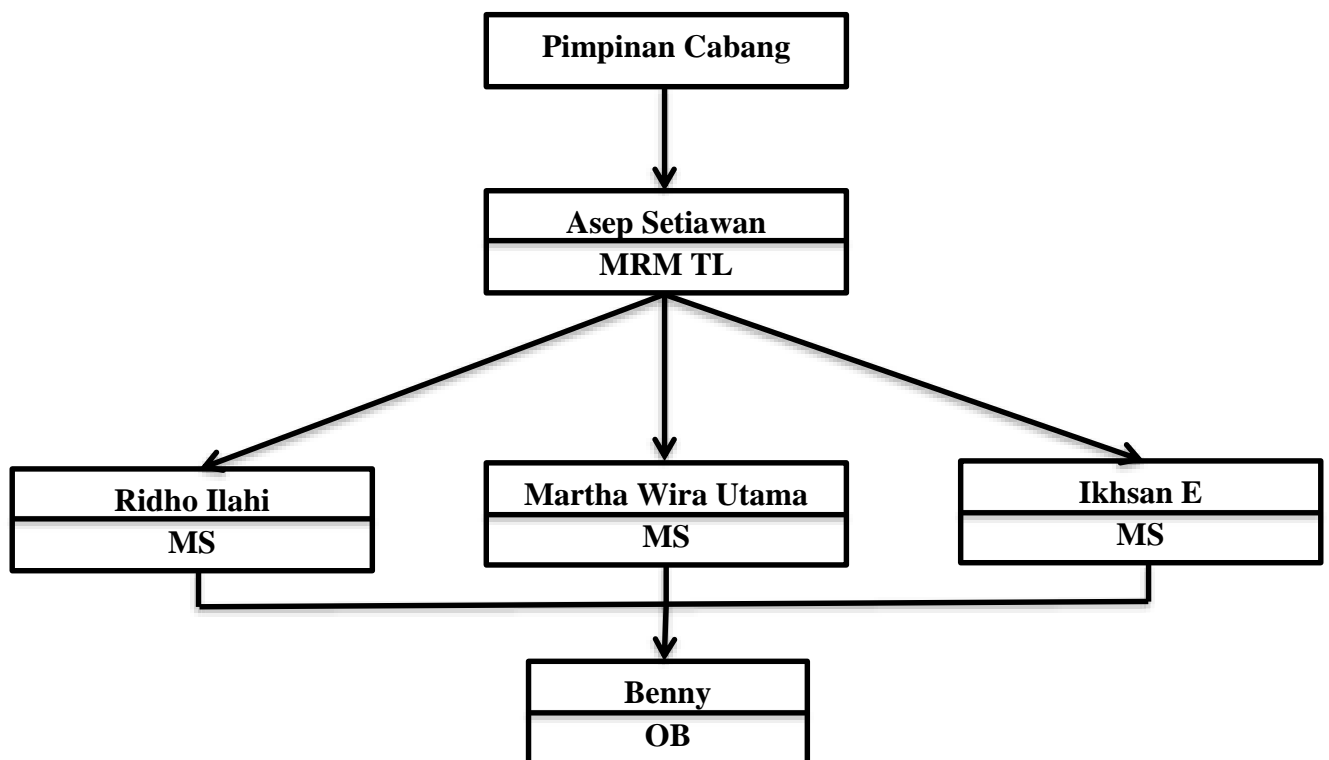 Pimpinan Cabang
Asep Setiawan
MRM TL
Ridho Ilahi
MS
Martha Wira Utama
MS
Ikhsan E
MS
Benny
OB